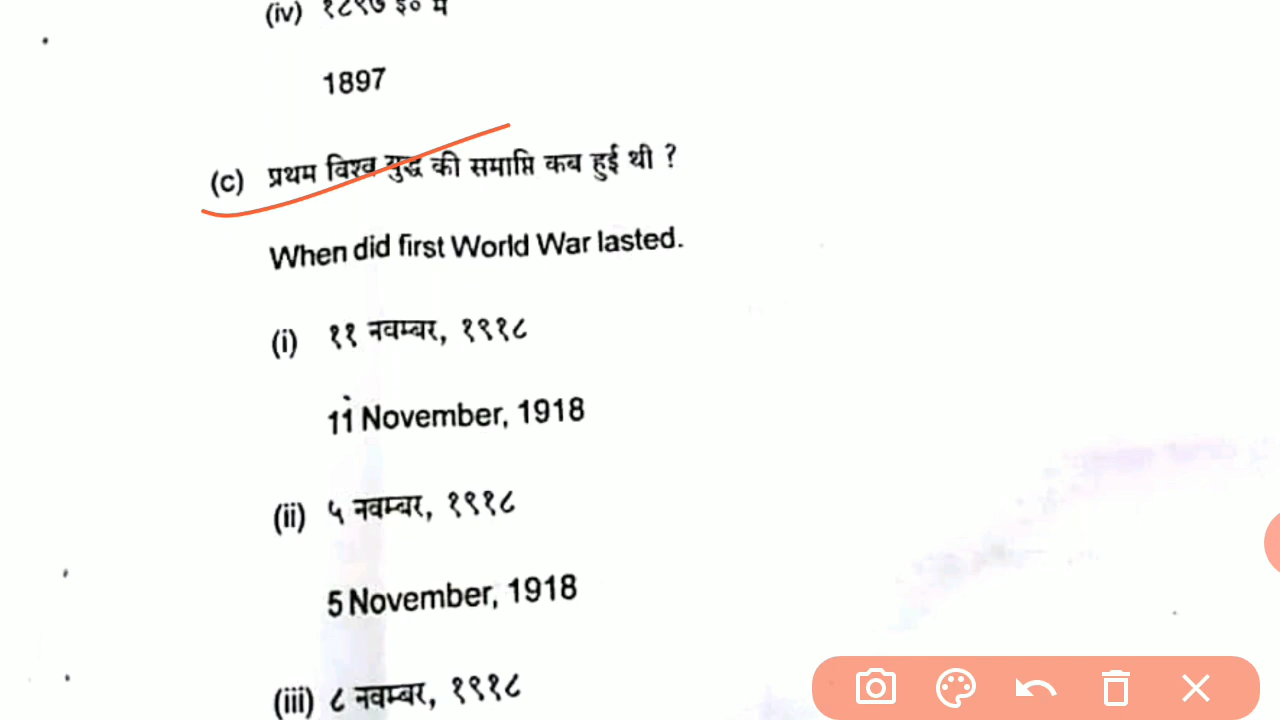 (iv) १८९७ ई० में
1897
(c) प्रथम विश्व युद्ध की समाप्ति कब हुई थी ?
When did first World War lasted.
(i) ११ नवम्बर, १९१८
11 November, 1918
(ii) ५ नवम्बर, १९१८
5 November, 1918
(iii) ८ नवम्बर, १९१८